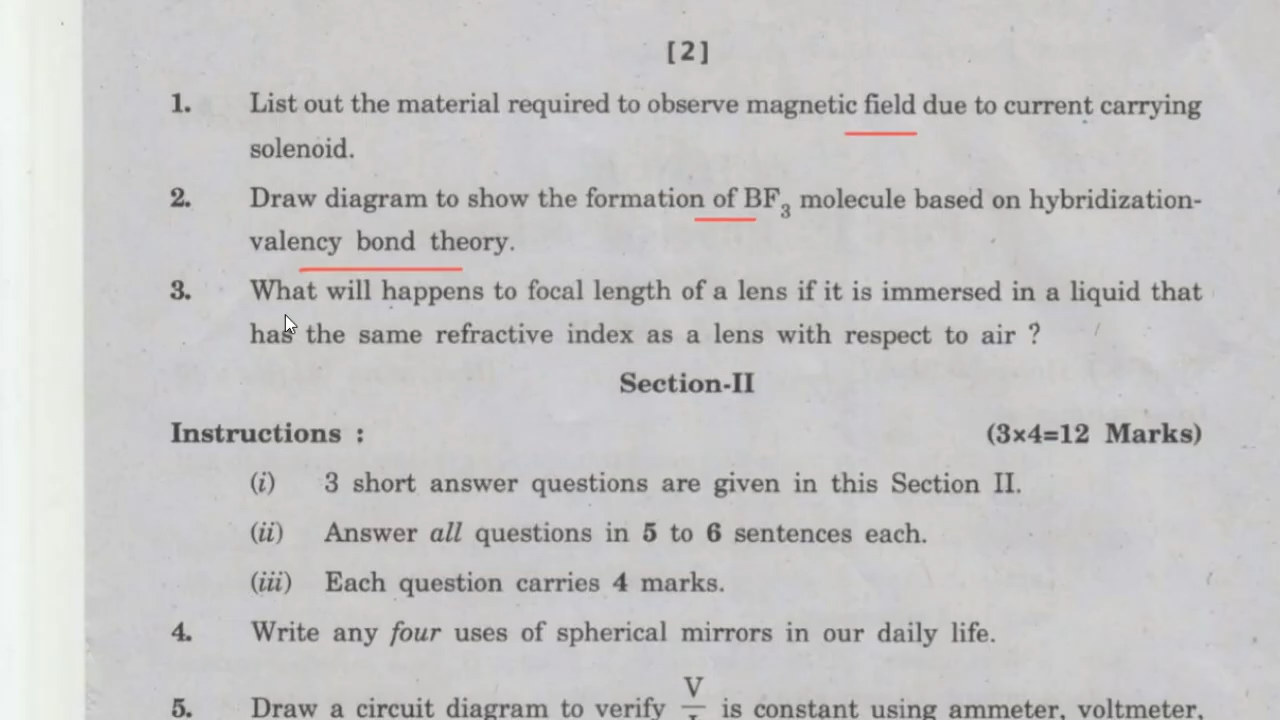 [2]
1. List out the material required to observe magnetic field due to current carrying
solenoid.
2. Draw diagram to show the formation of BF₃ molecule based on hybridization-
valency bond theory.
3. What will happens to focal length of a lens if it is immersed in a liquid that
has the same refractive index as a lens with respect to air ?
Section-II
Instructions : (3×4=12 Marks)
(i) 3 short answer questions are given in this Section II.
(ii) Answer all questions in 5 to 6 sentences each.
(iii) Each question carries 4 marks.
4. Write any four uses of spherical mirrors in our daily life.
V
5. Draw a circuit diagram to verify is constant using ammeter, voltmeter,